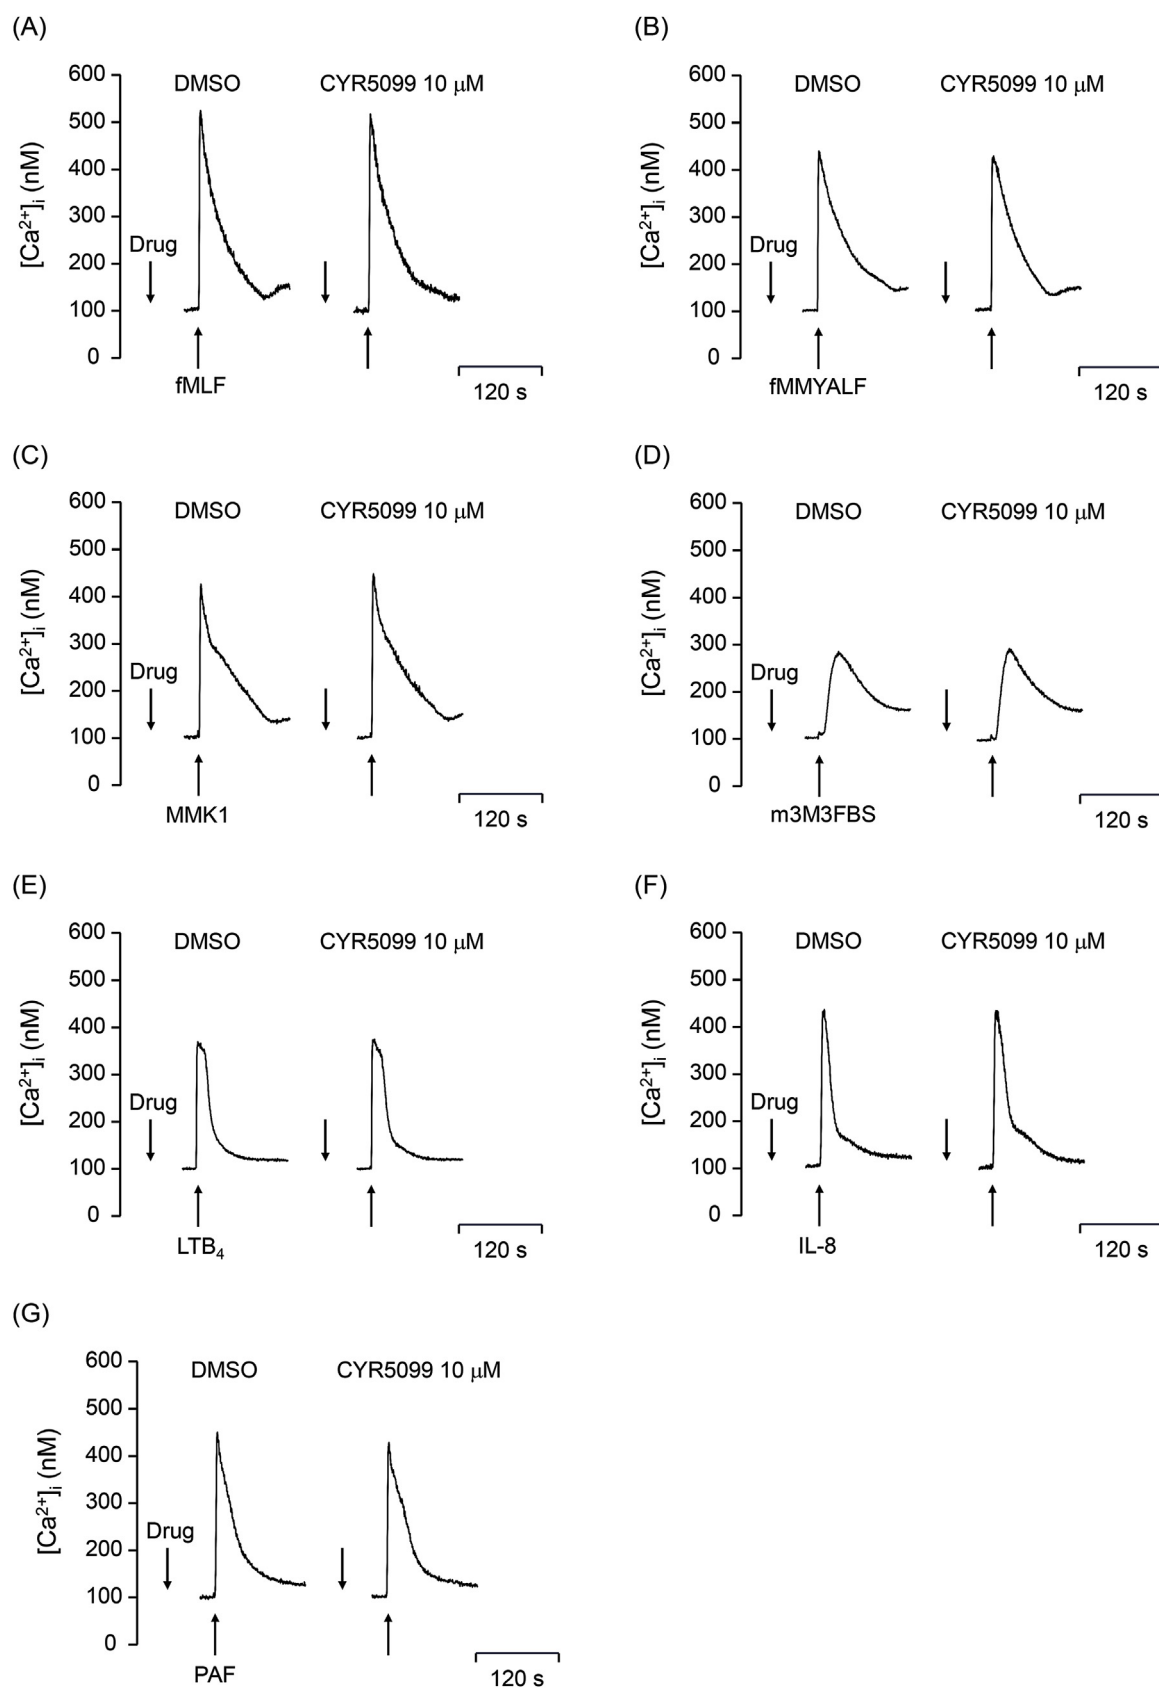 (A)
DMSO CYR5099 10 μM
600
500
400
300
200
100
0
[Ca²⁺]ᵢ (nM)
Drug
fMLF
120 s
(B)
DMSO CYR5099 10 μM
600
500
400
300
200
100
0
[Ca²⁺]ᵢ (nM)
Drug
fMMYALF
120 s
(C)
DMSO CYR5099 10 μM
600
500
400
300
200
100
0
[Ca²⁺]ᵢ (nM)
Drug
MMK1
120 s
(D)
DMSO CYR5099 10 μM
600
500
400
300
200
100
0
[Ca²⁺]ᵢ (nM)
Drug
m3M3FBS
120 s
(E)
DMSO CYR5099 10 μM
600
500
400
300
200
100
0
[Ca²⁺]ᵢ (nM)
Drug
LTB₄
120 s
(F)
DMSO CYR5099 10 μM
600
500
400
300
200
100
0
[Ca²⁺]ᵢ (nM)
Drug
IL-8
120 s
(G)
DMSO CYR5099 10 μM
600
500
400
300
200
100
0
[Ca²⁺]ᵢ (nM)
Drug
PAF
120 s